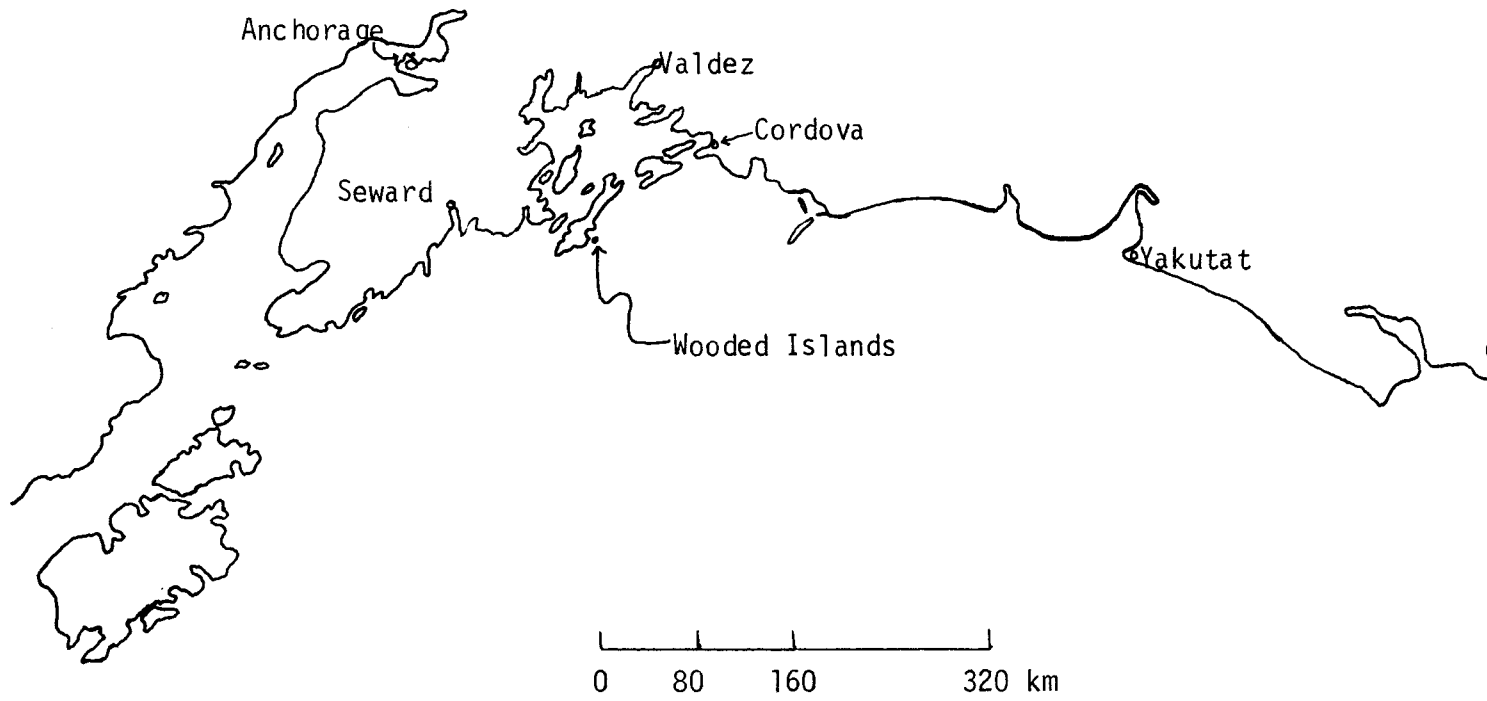 Anchorage
Valdez
Cordova
Seward
Yakutat
Wooded Islands
0 80 160 320 km